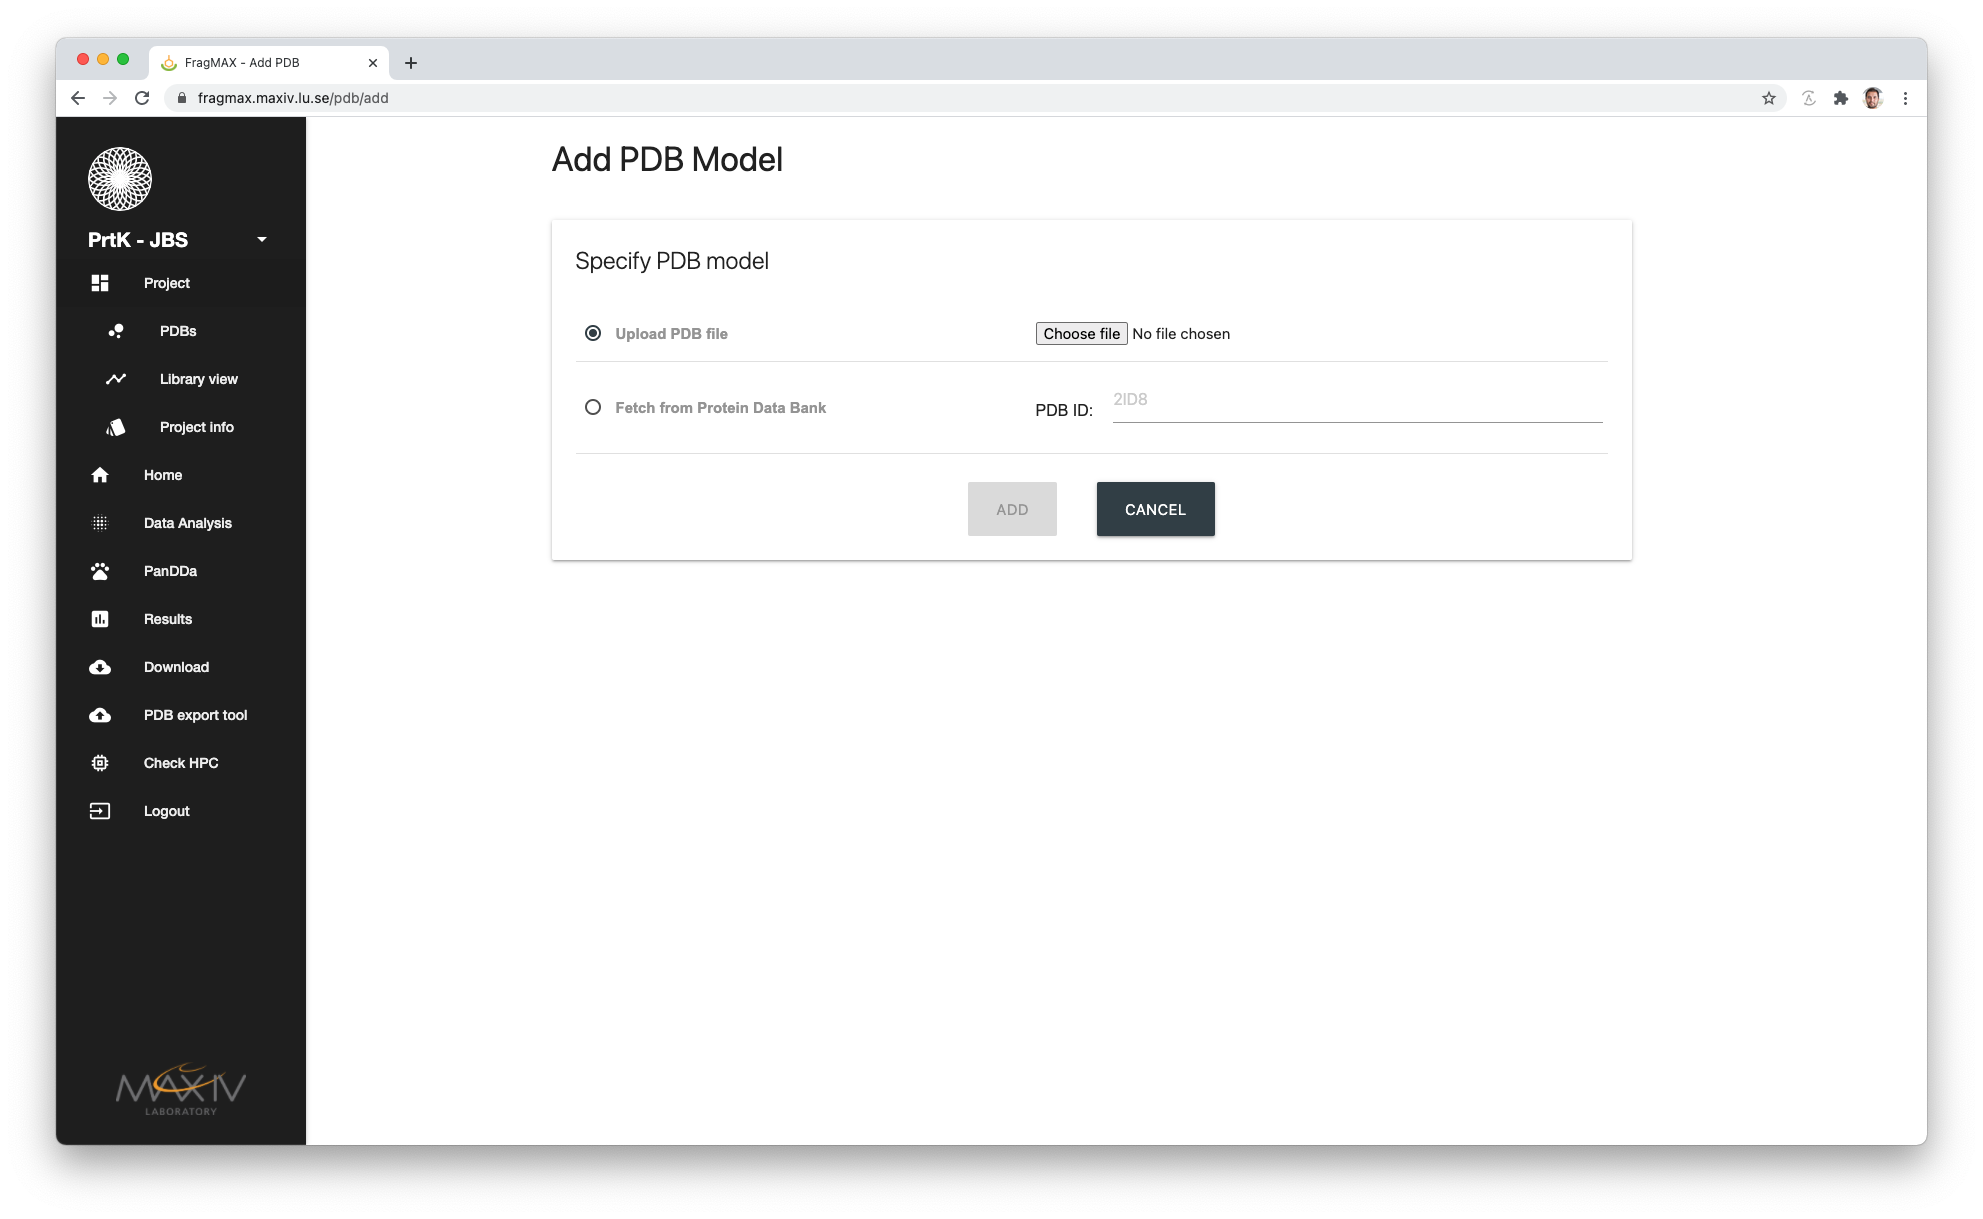 FragMAX - Add PDB
fragmax.maxiv.lu.se/pdb/add
PrtK - JBS
Project
PDBs
Library view
Project info
Home
Data Analysis
PanDDa
Results
Download
PDB export tool
Check HPC
Logout
MAXIV
LABORATORY
Add PDB Model
Specify PDB model
Upload PDB file
Choose file No file chosen
Fetch from Protein Data Bank
PDB ID: 2ID8
ADD
CANCEL